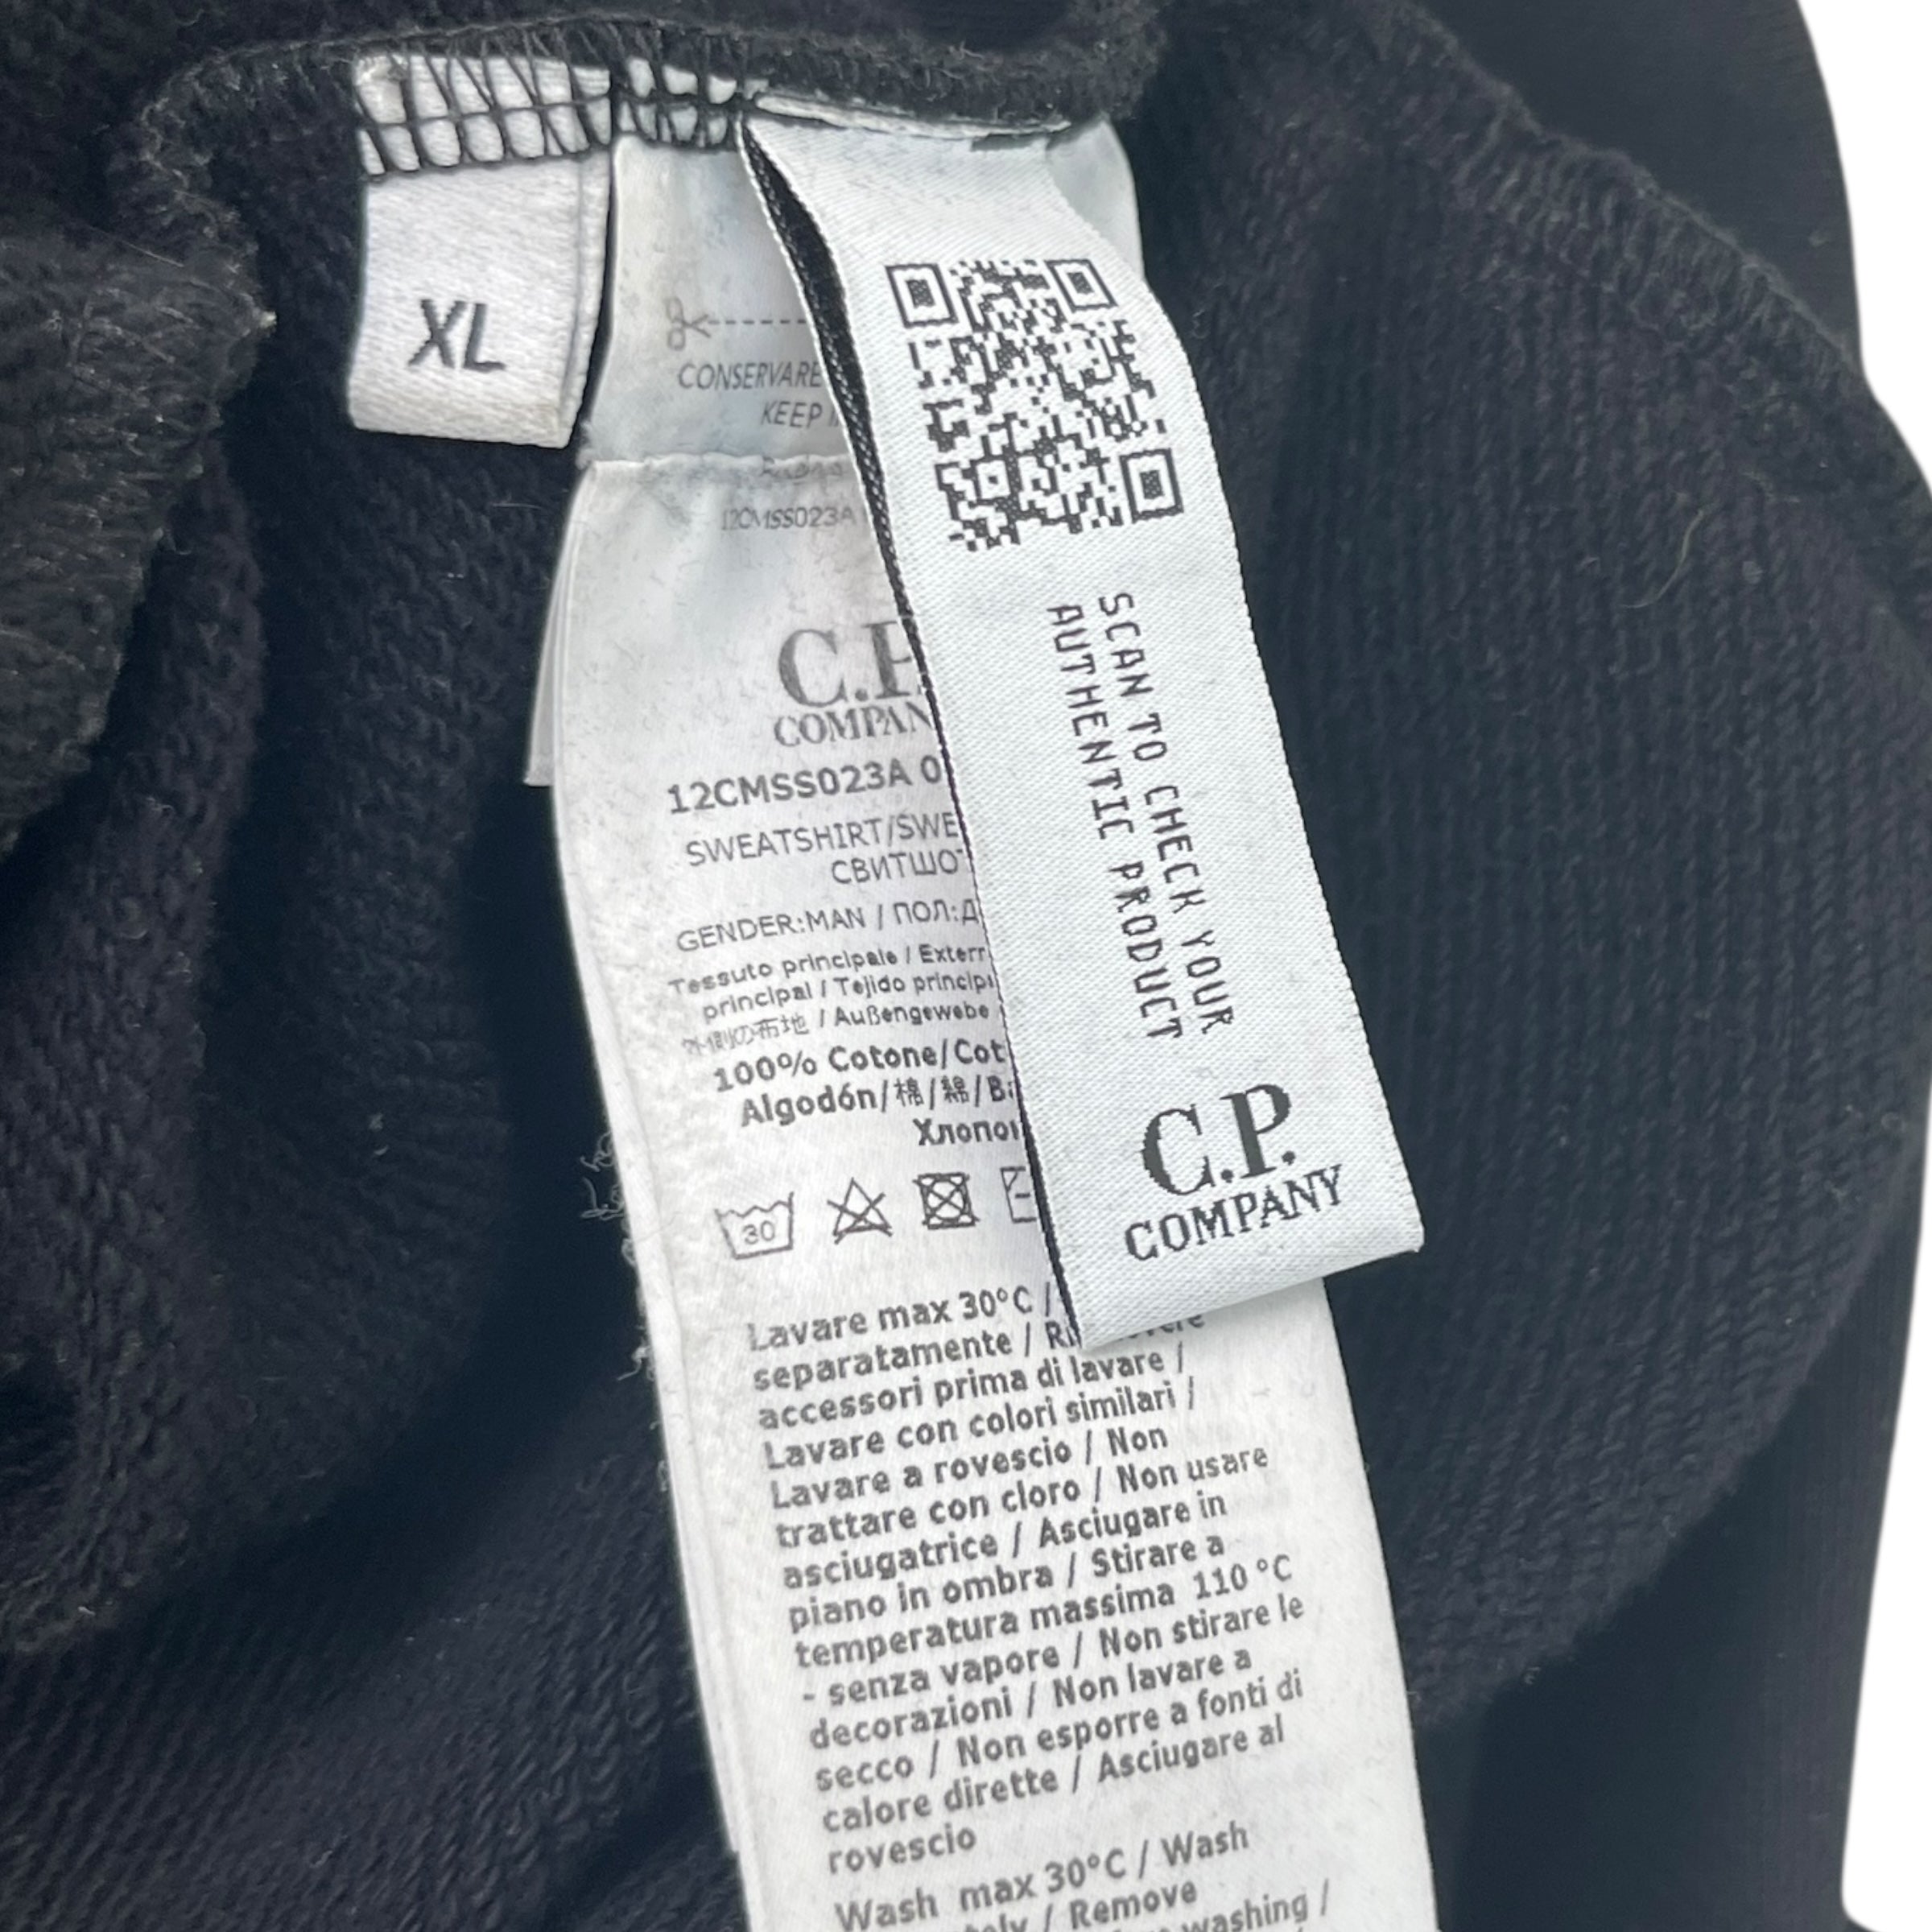 XL
CONSERVARE
KEEP
12CMSS023A
C.P.
COMPAN
12CMSS023A 0
SWEATSHIRT/SWE
СВИТШО
GENDER:MAN / ПОЛ:Д
Tessuto principale / Extern
principal / Tejido principa
外側の布地 / Außengewebe
100% Cotone/Cot
Algodón/棉/綿/Ba
Хлопо
30
Lavare max 30°C /
separatamente /
accessori prima di lavare /
Lavare con colori similari /
Lavare a rovescio / Non
trattare con cloro / Non usare
asciugatrice / Asciugare in
piano in ombra / Stirare a
temperatura massima 110 °C
- senza vapore / Non stirare le
decorazioni / Non lavare a
secco / Non esporre a fonti di
calore dirette / Asciugare al
rovescio
Wash max 30°C / Wash
/ Remove
washing /
SCAN TO CHECK YOUR
AUTHENTIC PRODUCT
C.P.
COMPANY